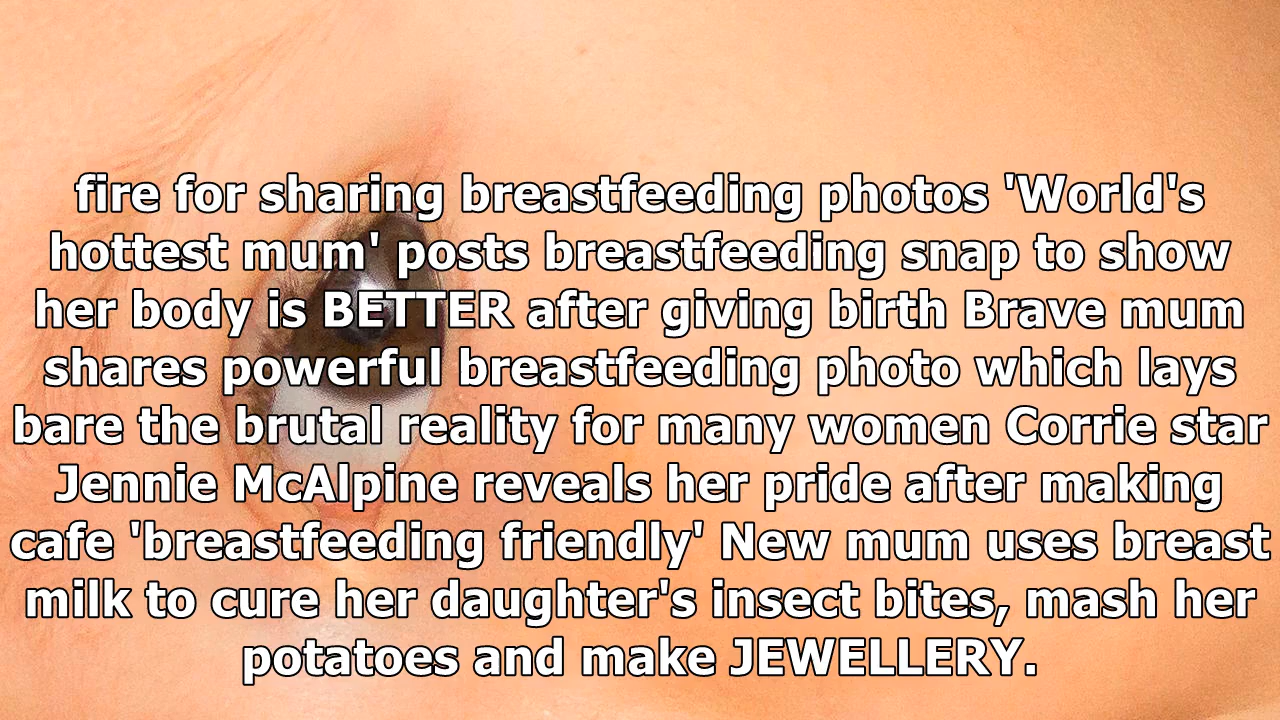 fire for sharing breastfeeding photos 'World's
hottest mum' posts breastfeeding snap to show
her body is BETTER after giving birth Brave mum
shares powerful breastfeeding photo which lays
bare the brutal reality for many women Corrie star
Jennie McAlpine reveals her pride after making
cafe 'breastfeeding friendly' New mum uses breast
milk to cure her daughter's insect bites, mash her
potatoes and make JEWELLERY.